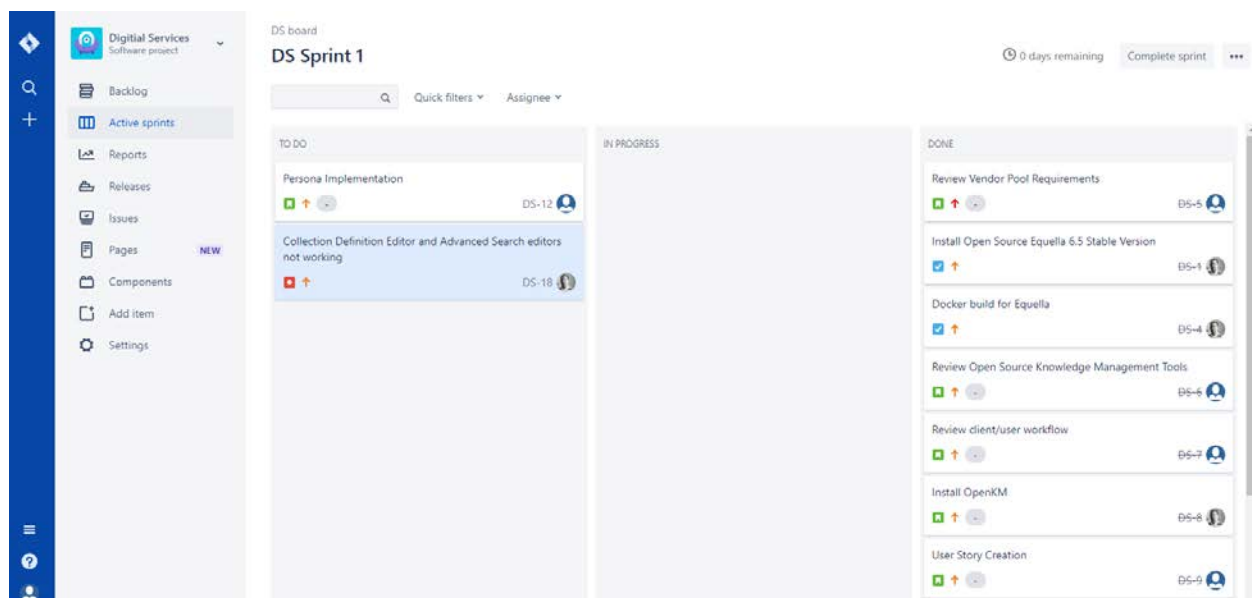 Digitial Services
Software project
Backlog
Active sprints
Reports
Releases
Issues
Pages NEW
Components
Add item
Settings
DS board
DS Sprint 1
0 days remaining
Complete sprint
Quick filters
Assignee
TO DO
Persona Implementation
DS-12
Collection Definition Editor and Advanced Search editors
not working
DS-18
IN PROGRESS
DONE
Review Vendor Pool Requirements
DS-5
Install Open Source Equella 6.5 Stable Version
DS-1
Docker build for Equella
DS-4
Review Open Source Knowledge Management Tools
DS-6
Review client/user workflow
DS-7
Install OpenKM
DS-8
User Story Creation
DS-9